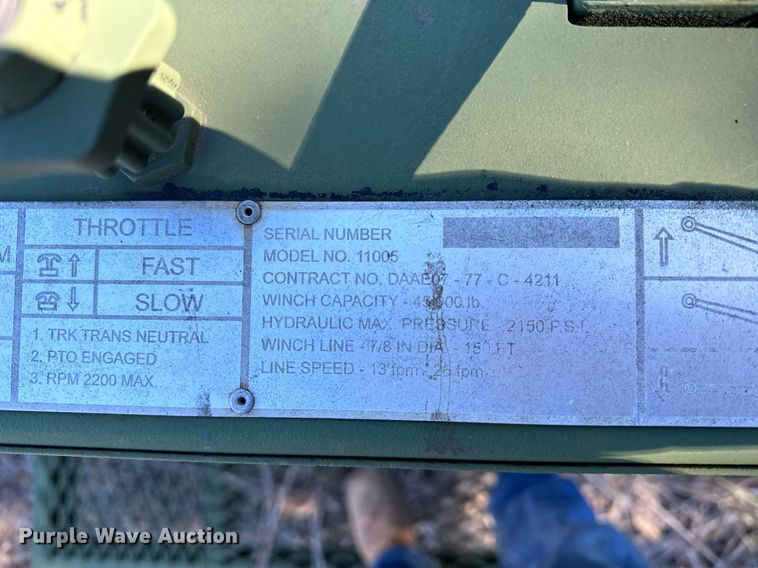 M
THROTTLE
FAST
SLOW
1. TRK TRANS NEUTRAL
2. PTO ENGAGED
3. RPM 2200 MAX.
SERIAL NUMBER
MODEL NO. 11005
CONTRACT NO. DAAE07 - 77 - C - 4211
WINCH CAPACITY - 45,000 lb.
HYDRAULIC MAX. PRESSURE 2150 P.S.I.
WINCH LINE - 7/8 IN DIA. - FT.
LINE SPEED - 13 fpm - 26 fpm
Purple Wave Auction